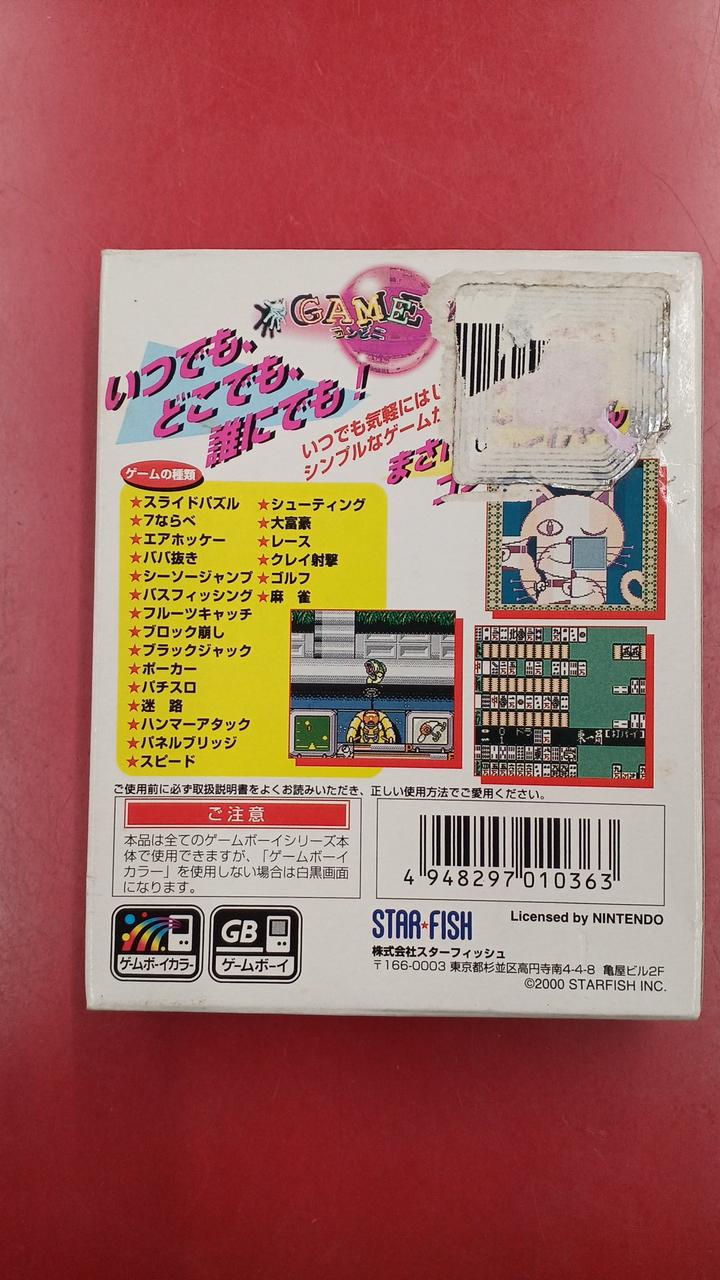 GAME
コンビニ
いつでも、
どこでも、
誰にでも!
いつでも気軽には
シンプルなゲームが
まさ
コン
ゲームの種類
★スライドパズル
★7ならべ
★エアホッケー
★ババ抜き
★シーソージャンプ
★バスフィッシング
★フルーツキャッチ
★ブロック崩し
★ブラックジャック
★ポーカー
★パチスロ
★迷 路
★ハンマーアタック
★パネルブリッジ
★スピード
★シューティング
★大富豪
★レース
★クレイ射撃
★ゴルフ
★麻 雀
ご使用前に必ず取扱説明書をよくお読みいただき、正しい使用方法でご愛用ください。
ご注意
本品は全てのゲームボーイシリーズ本
体で使用できますが、「ゲームボーイ
カラー」を使用しない場合は白黒画面
になります。
4 948297 010363
ゲームボーイカラー
GB
ゲームボーイ
STAR★FISH
Licensed by NINTENDO
株式会社スターフィッシュ
〒166-0003 東京都杉並区高円寺南4-4-8 亀屋ビル2F
©2000 STARFISH INC.